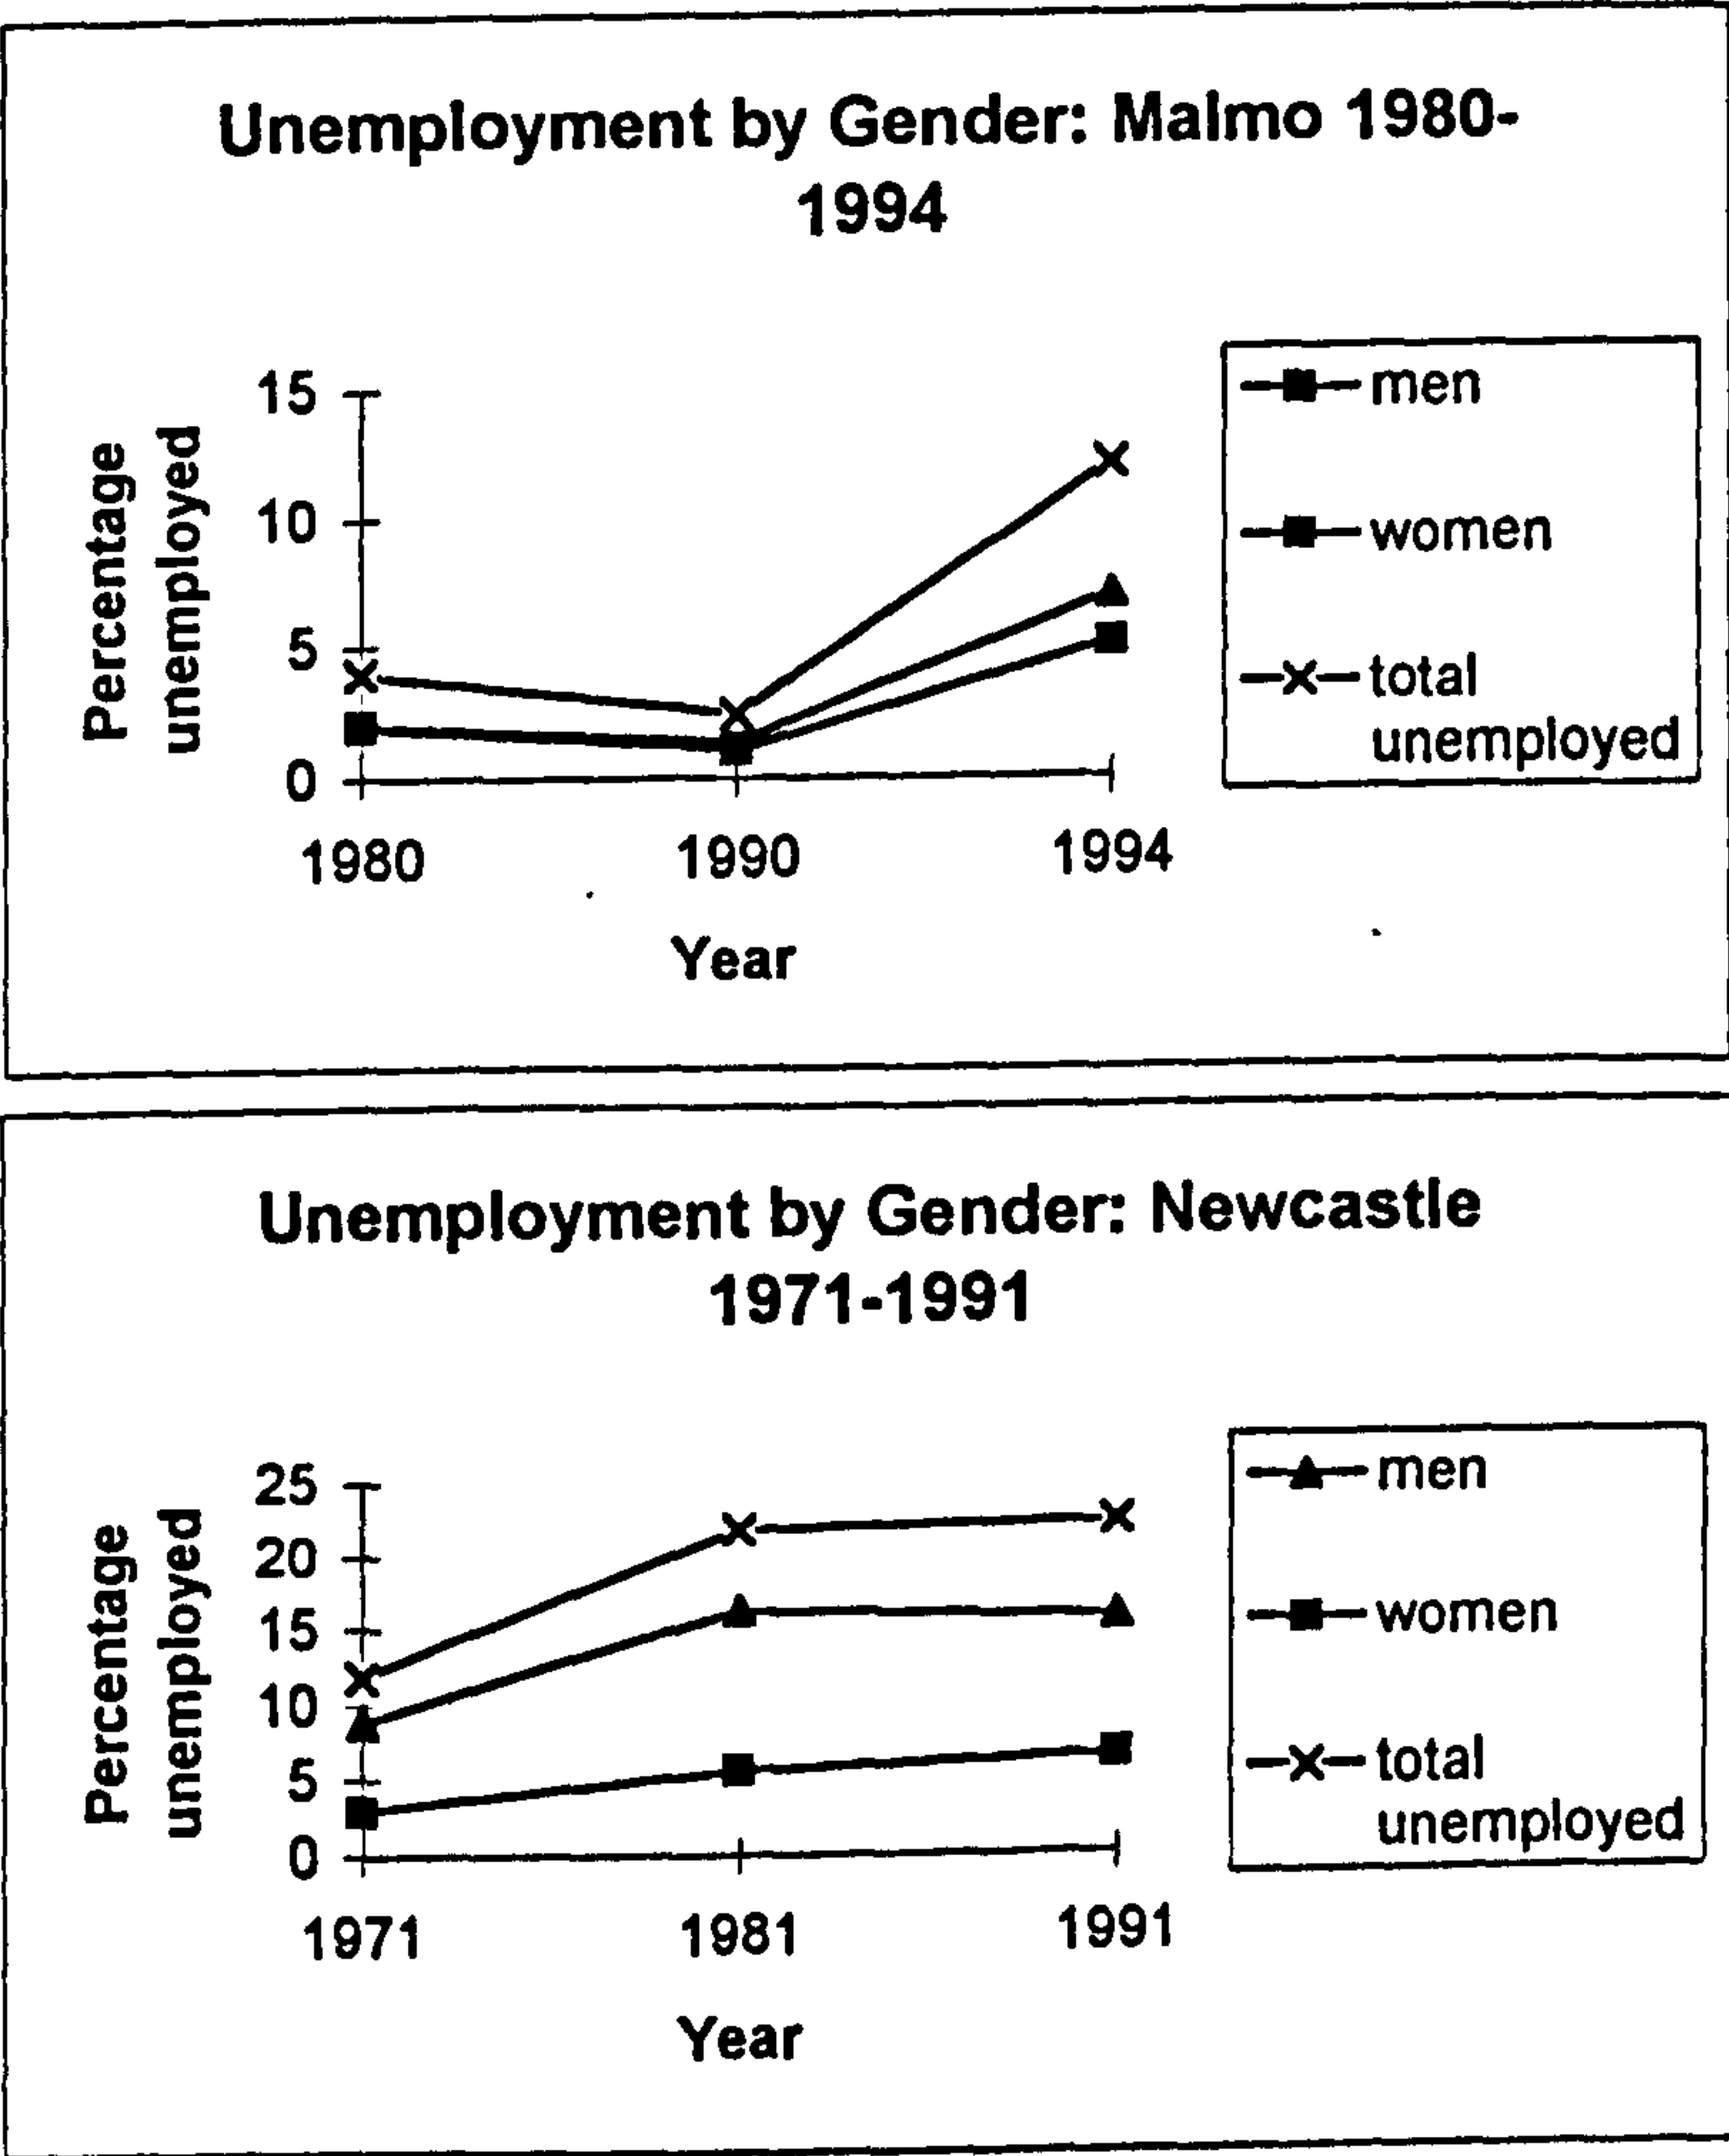 Unemployment by Gender: Malmo 1980-
1994
Percentage
unemployed
15
10
5
0
1980
1990
1994
Year
men
women
total
unemployed
Unemployment by Gender: Newcastle
1971-1991
Percentage
unemployed
25
20
15
10
5
0
1971
1981
1991
Year
men
women
total
unemployed